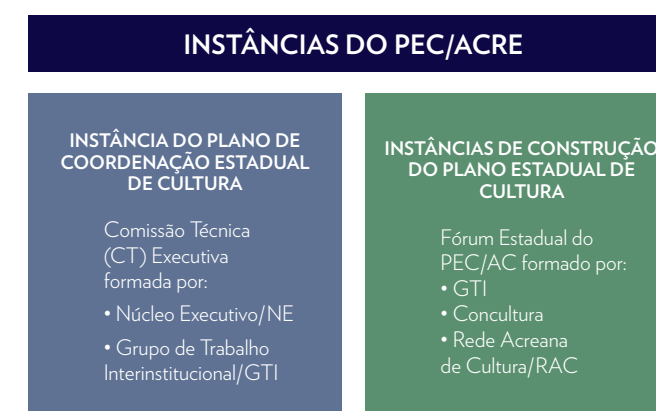 INSTÂNCIAS DO PEC/ACRE
INSTÂNCIA DO PLANO DE
COORDENAÇÃO ESTADUAL
DE CULTURA
Comissão Técnica
(CT) Executiva
formada por:
• Núcleo Executivo/NE
• Grupo de Trabalho
Interinstitucional/GTI
INSTÂNCIAS DE CONSTRUÇÃO
DO PLANO ESTADUAL DE
CULTURA
Fórum Estadual do
PEC/AC formado por:
• GTI
• Concultura
• Rede Acreana
de Cultura/RAC